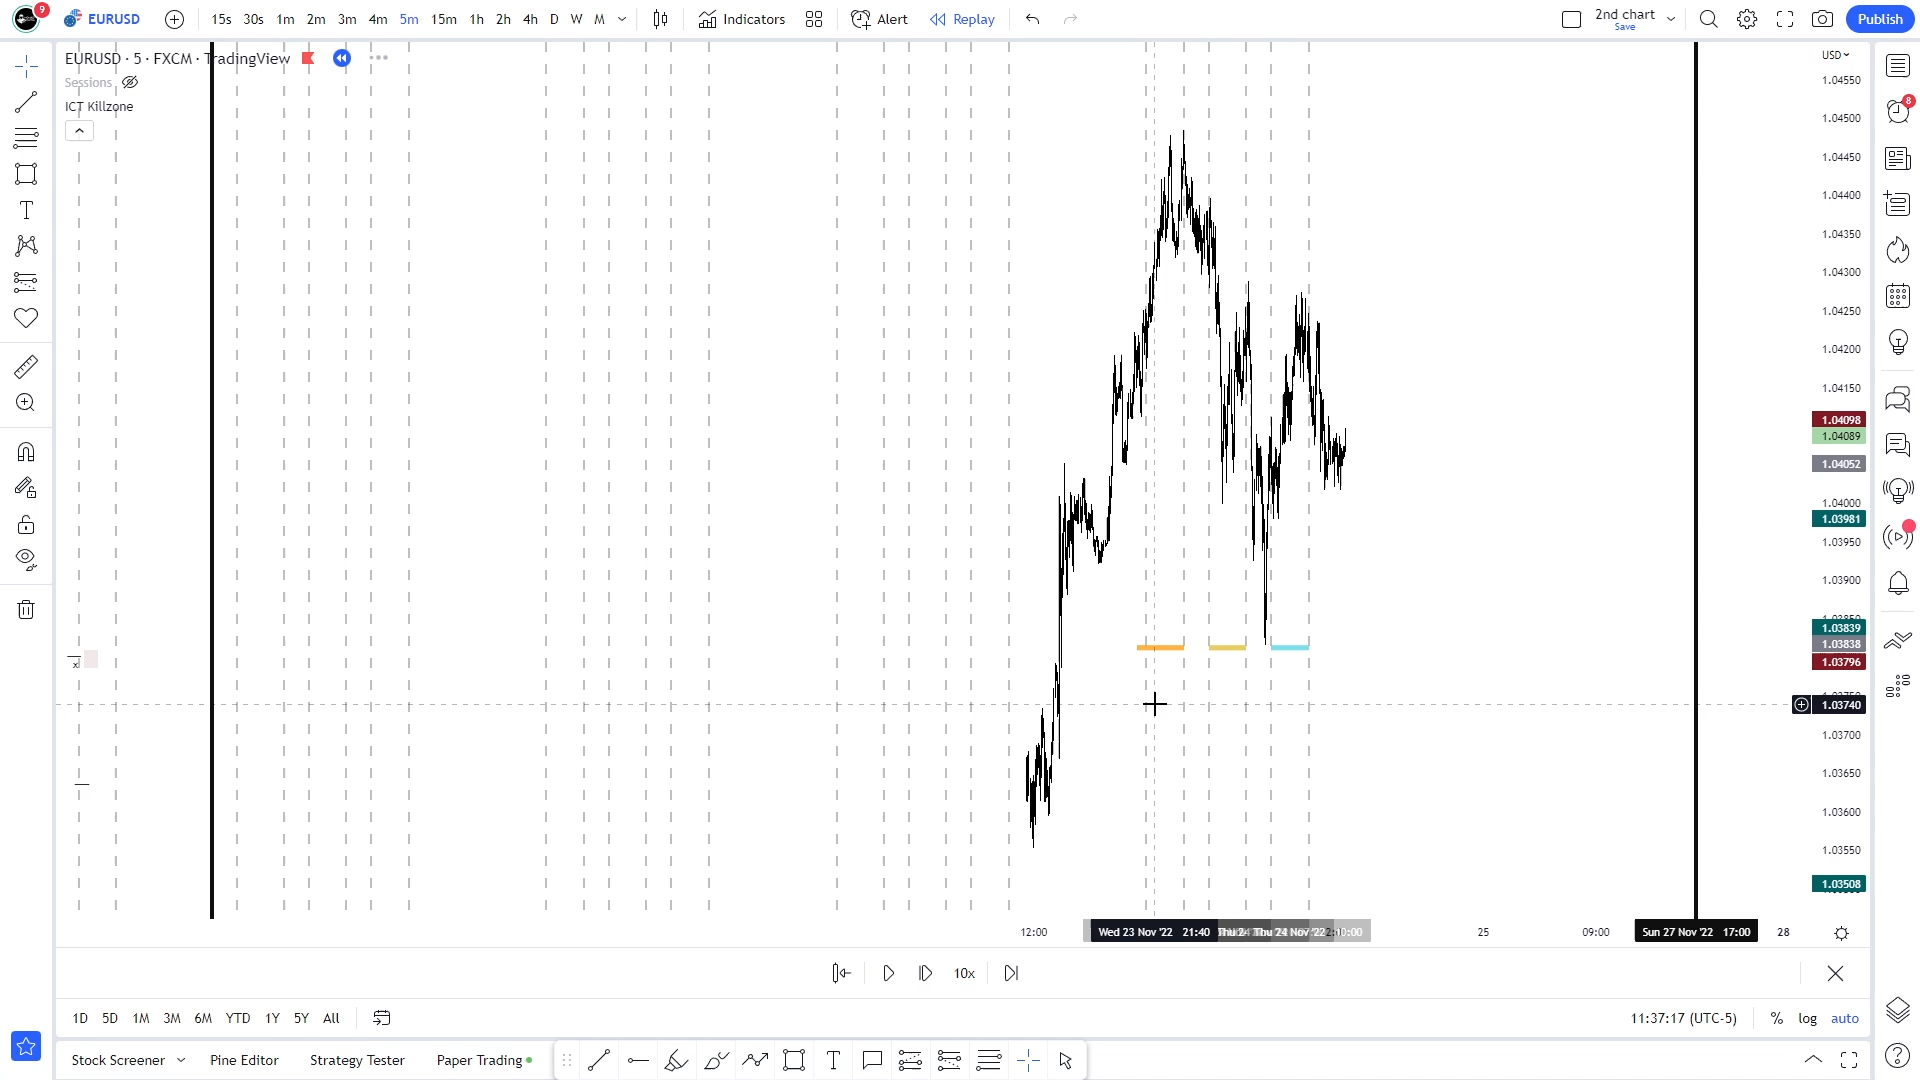 9 EURUSD 15s 30s 1m 2m 3m 4m 5m 15m 1h 2h 4h D W M Indicators Alert Replay 2nd chart Save Publish
EURUSD · 5 · FXCM · TradingView
USD
Sessions
ICT Killzone
1.04550
1.04500
8
1.04450
1.04400
1.04350
1.04300
1.04250
1.04200
1.04150
1.04098
1.04089
1.04052
1.04000
1.03981
1.03950
1.03900
1.03839
1.03838
1.03796
1.03740
1.03700
1.03650
1.03600
1.03550
1.03508
12:00 Wed 23 Nov '22 21:40 Thu 24 Nov '22 25 09:00 Sun 27 Nov '22 17:00 28
10x
1D 5D 1M 3M 6M YTD 1Y 5Y All 11:37:17 (UTC-5) % log auto
Stock Screener Pine Editor Strategy Tester Paper Trading